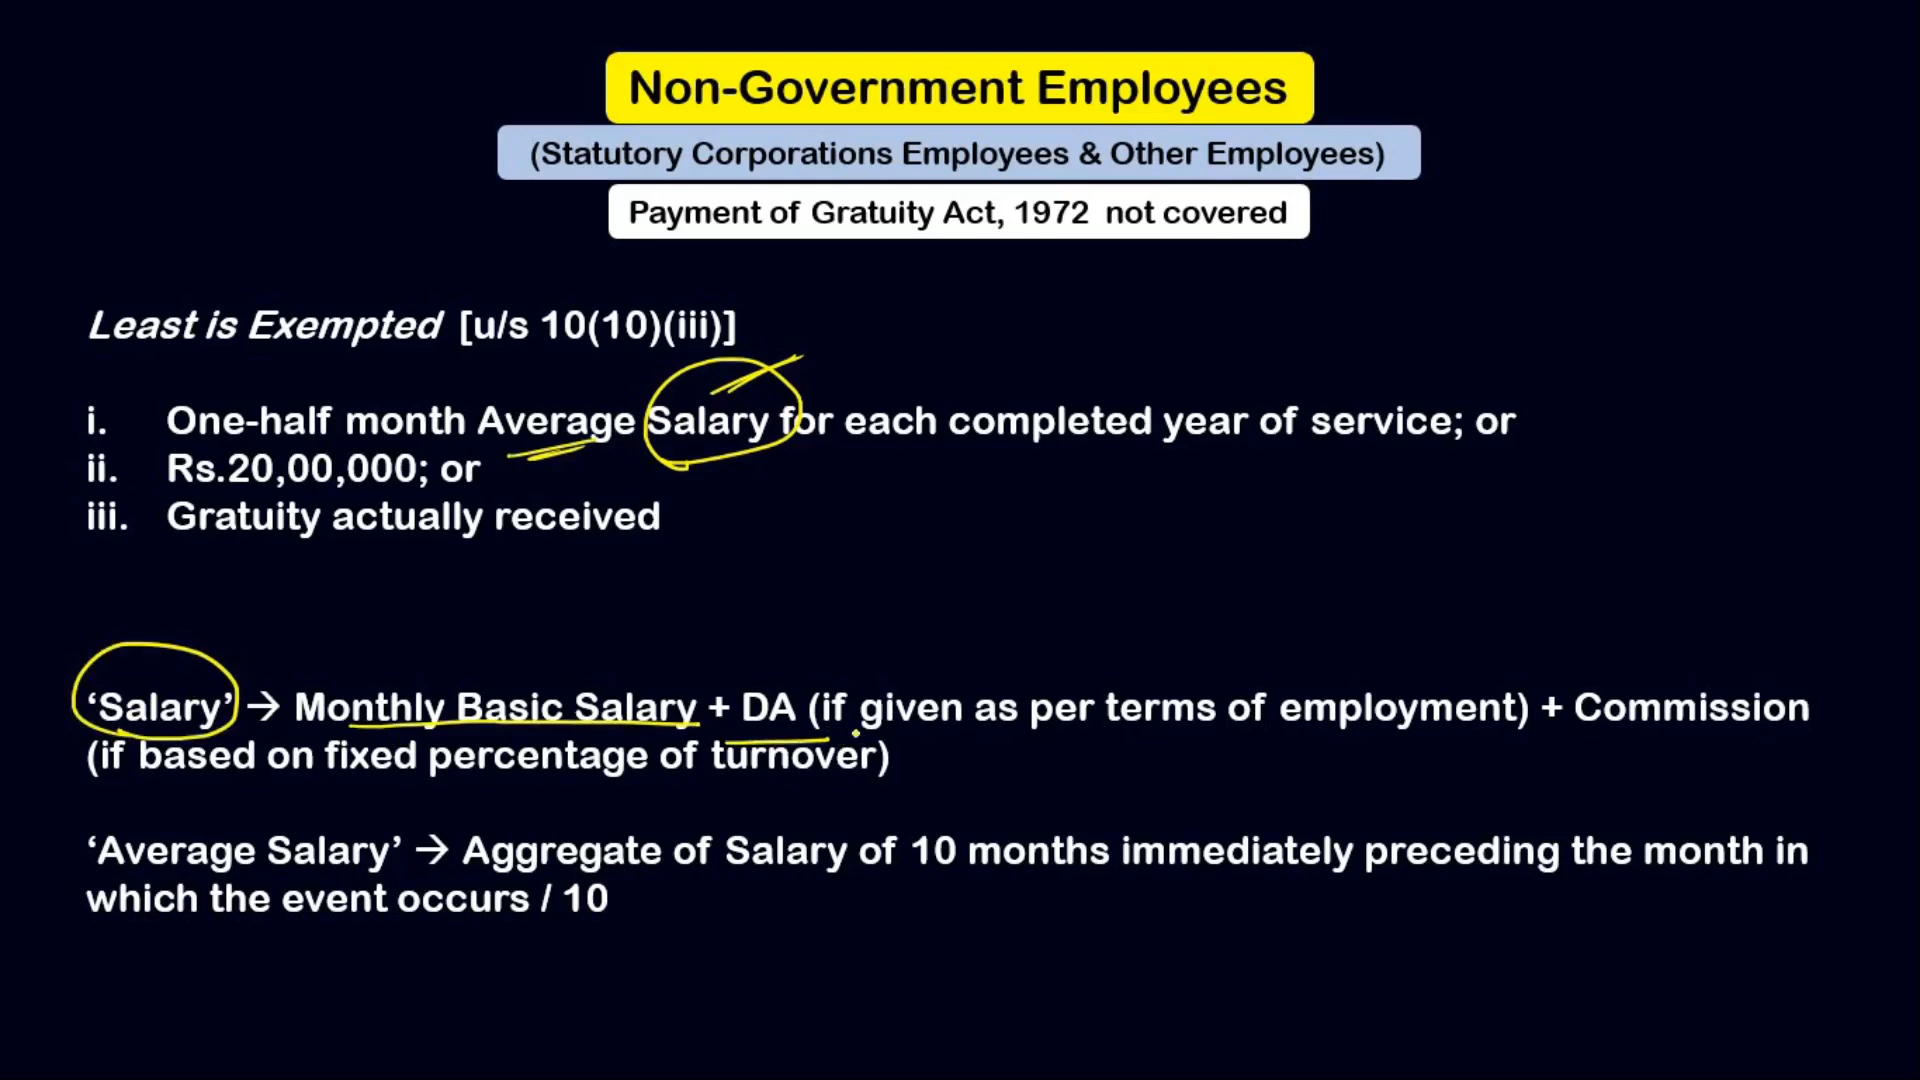 Non-Government Employees
(Statutory Corporations Employees & Other Employees)
Payment of Gratuity Act, 1972 not covered
Least is Exempted [u/s 10(10)(iii)]
i. One-half month Average Salary for each completed year of service; or
ii. Rs.20,00,000; or
iii. Gratuity actually received
‘Salary’ → Monthly Basic Salary + DA (if given as per terms of employment) + Commission
(if based on fixed percentage of turnover)
‘Average Salary’ → Aggregate of Salary of 10 months immediately preceding the month in
which the event occurs / 10